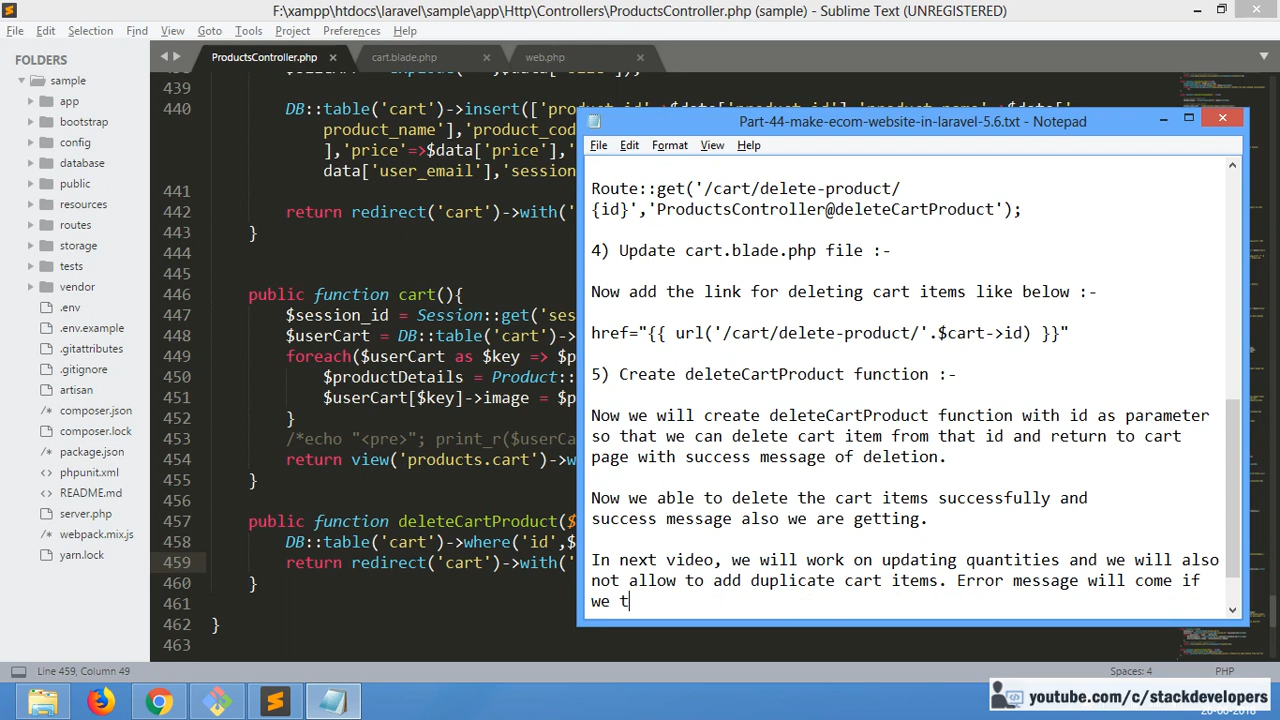 F:\xampp\htdocs\laravel\sample\app\Http\Controllers\ProductsController.php (sample) - Sublime Text (UNREGISTERED)
File Edit Selection Find View Goto Tools Project Preferences Help
FOLDERS
sample
app
bootstrap
config
database
public
resources
routes
storage
tests
vendor
.env
.env.example
.gitattributes
.gitignore
artisan
composer.json
composer.lock
package.json
phpunit.xml
README.md
server.php
webpack.mix.js
yarn.lock
ProductsController.php cart.blade.php web.php
439
440 DB::table('cart')->insert(['
product_name'],'product_cod
],'price'=>$data['price'],'
data['user_email'],'session
441
442 return redirect('cart')->with('
443 }
444
445
446 public function cart(){
447 $session_id = Session::get('ses
448 $userCart = DB::table('cart')-
449 foreach($userCart as $key => $p
450 $productDetails = Product::
451 $userCart[$key]->image = $p
452 }
453 /*echo "<pre>"; print_r($userCa
454 return view('products.cart')->w
455 }
456
457 public function deleteCartProduct($
458 DB::table('cart')->where('id',$
459 return redirect('cart')->with('
460 }
461
462 }
463
Part-44-make-ecom-website-in-laravel-5.6.txt - Notepad
File Edit Format View Help
Route::get('/cart/delete-product/
{id}','ProductsController@deleteCartProduct');
4) Update cart.blade.php file :-
Now add the link for deleting cart items like below :-
href="{{ url('/cart/delete-product/'.$cart->id) }}"
5) Create deleteCartProduct function :-
Now we will create deleteCartProduct function with id as parameter
so that we can delete cart item from that id and return to cart
page with success message of deletion.
Now we able to delete the cart items successfully and
success message also we are getting.
In next video, we will work on updating quantities and we will also
not allow to add duplicate cart items. Error message will come if
we t
Line 459, Column 49
Spaces: 4 PHP
youtube.com/c/stackdevelopers